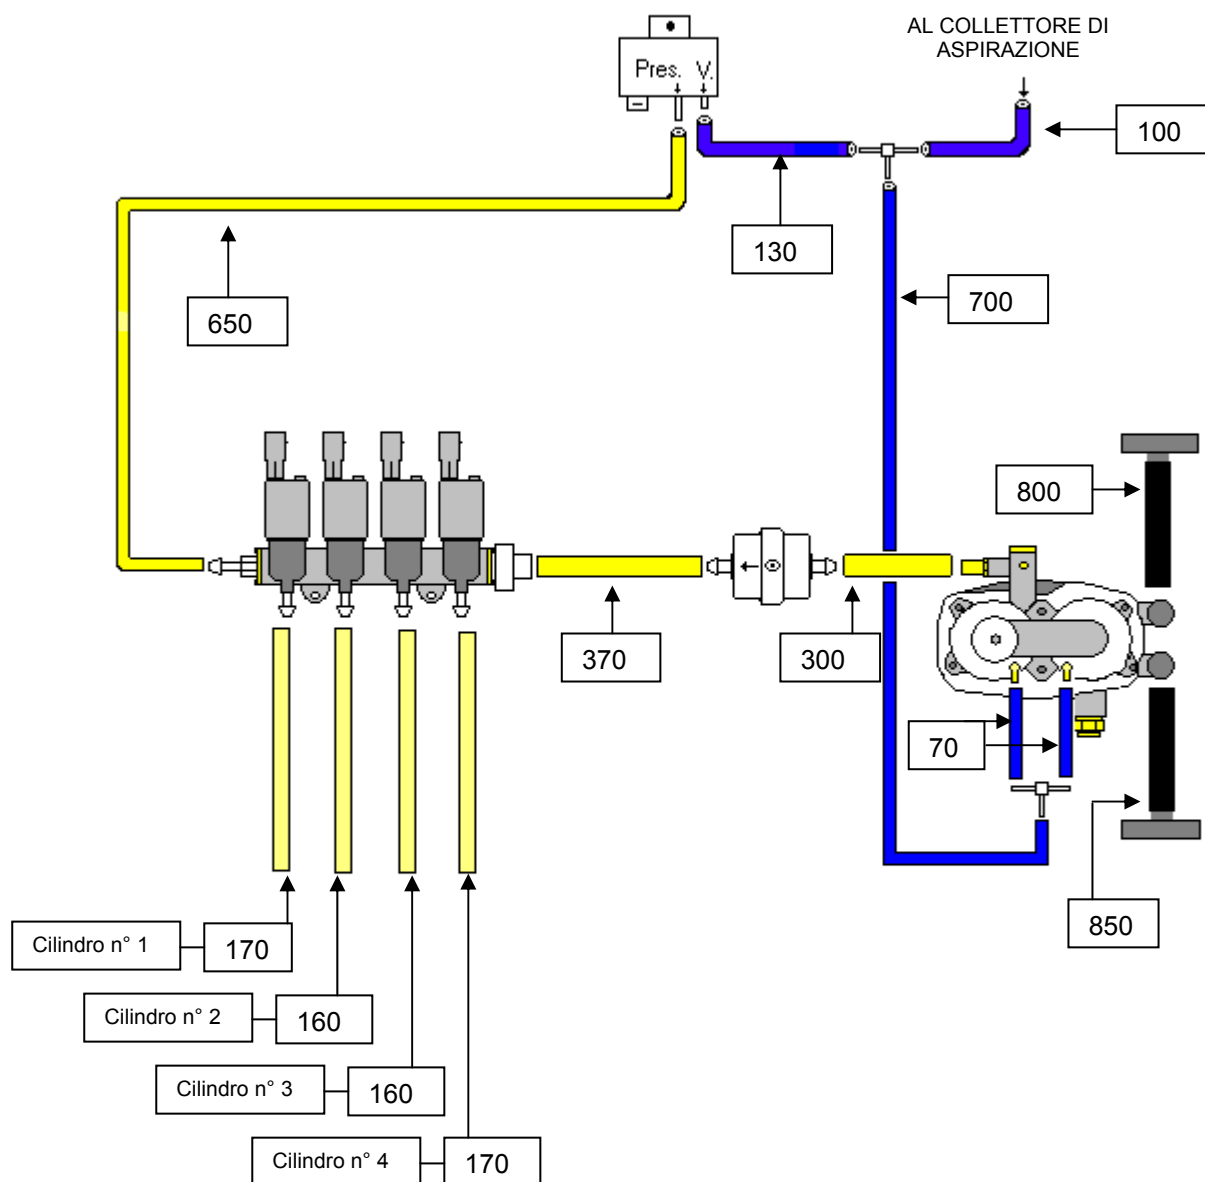 AL COLLETTORE DI
ASPIRAZIONE
Pres. V.
100
130
650
700
800
370
300
70
850
Cilindro n° 1
170
Cilindro n° 2
160
Cilindro n° 3
160
Cilindro n° 4
170